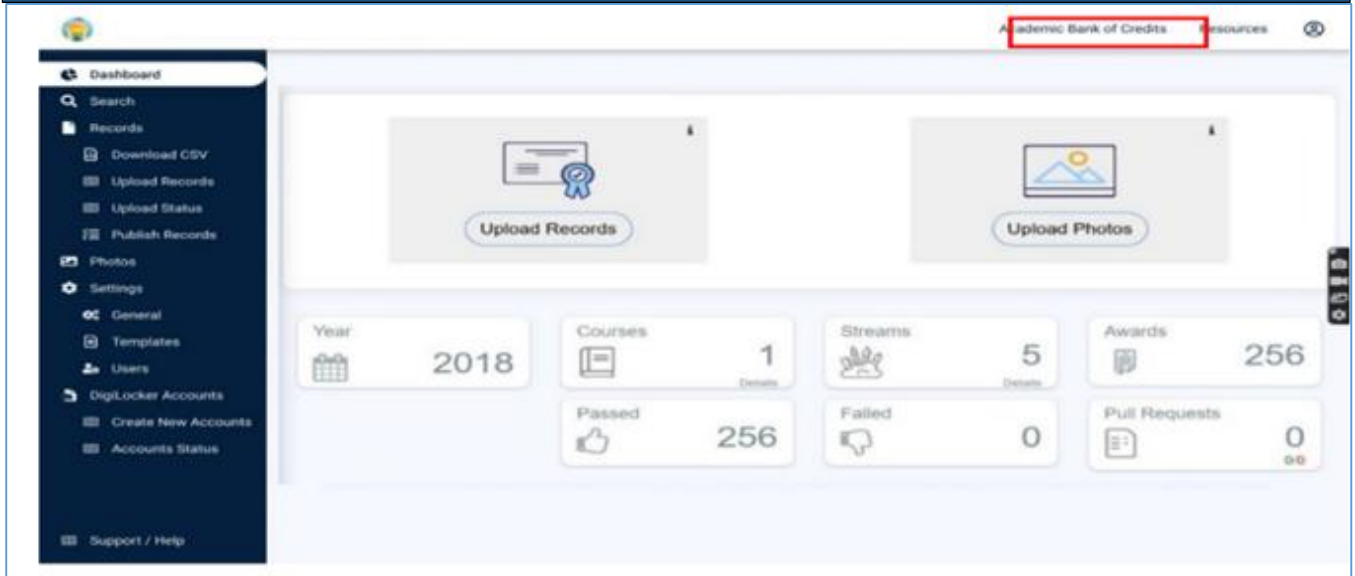 Academic Bank of Credits Resources
Dashboard
Search
Records
Download CSV
Upload Records
Upload Status
Publish Records
Photos
Settings
General
Templates
Users
DigiLocker Accounts
Create New Accounts
Accounts Status
Support / Help
Upload Records
Upload Photos
Year
2018
Courses
1
Details
Streams
5
Details
Awards
256
Passed
256
Failed
0
Pull Requests
0
0/0